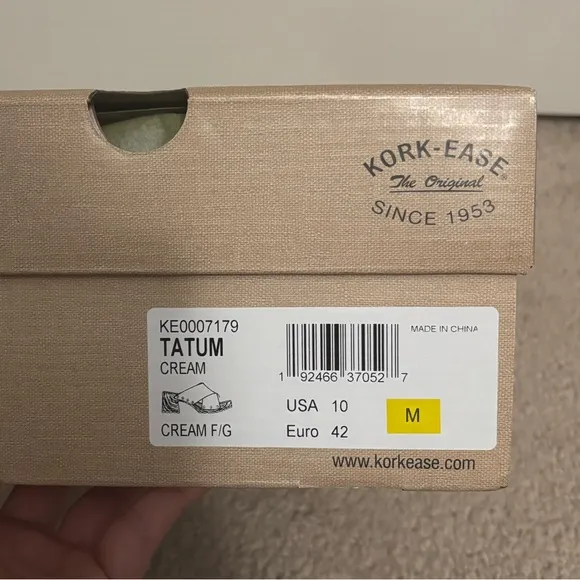 KORK-EASE®
The Original
SINCE 1953
KE0007179
TATUM
CREAM
CREAM F/G
1 92466 37052 7
USA 10
Euro 42
MADE IN CHINA
M
www.korkease.com